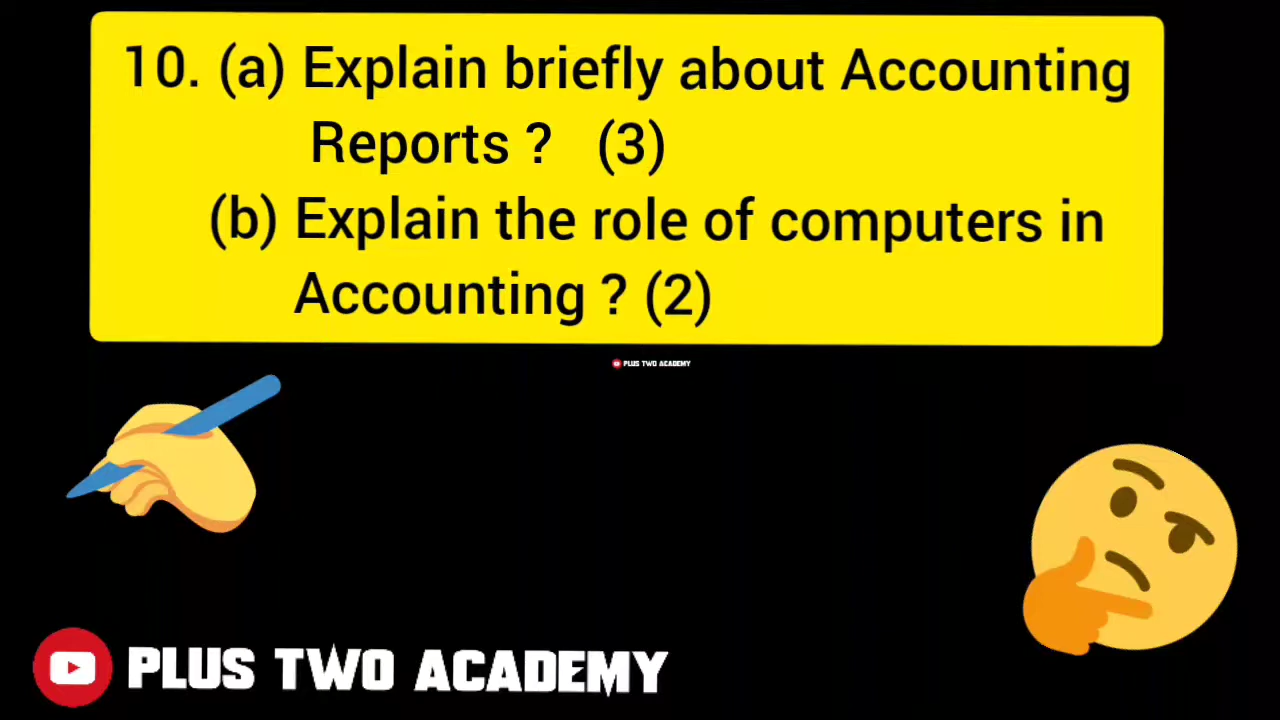 10. (a) Explain briefly about Accounting
Reports ? (3)
(b) Explain the role of computers in
Accounting ? (2)
PLUS TWO ACADEMY
PLUS TWO ACADEMY